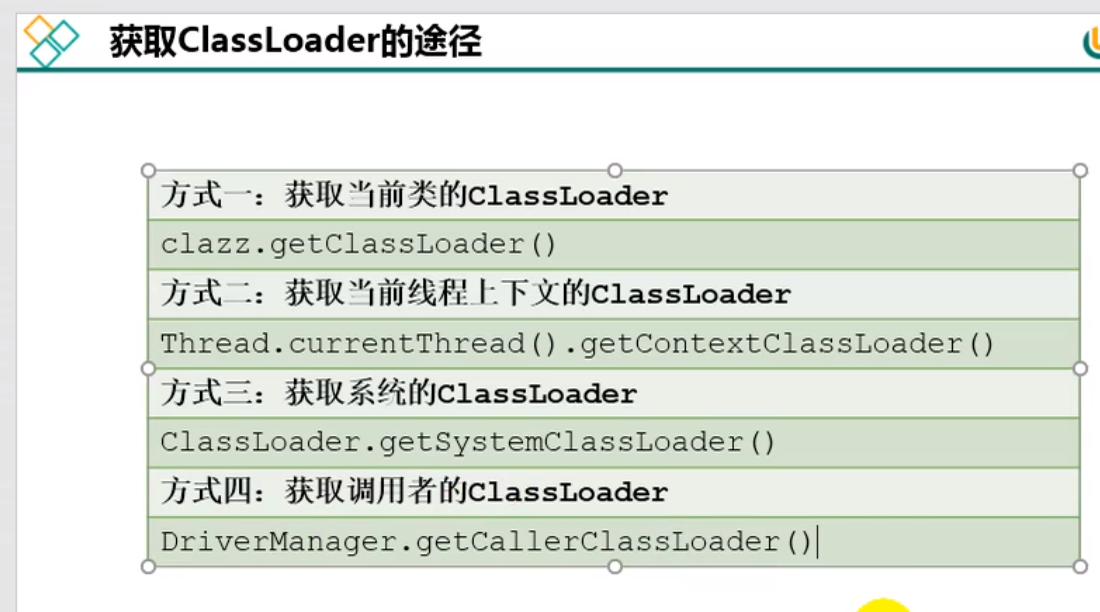 获取ClassLoader的途径
方式一：获取当前类的ClassLoader
clazz.getClassLoader()
方式二：获取当前线程上下文的ClassLoader
Thread.currentThread().getContextClassLoader()
方式三：获取系统的ClassLoader
ClassLoader.getSystemClassLoader()
方式四：获取调用者的ClassLoader
DriverManager.getCallerClassLoader()